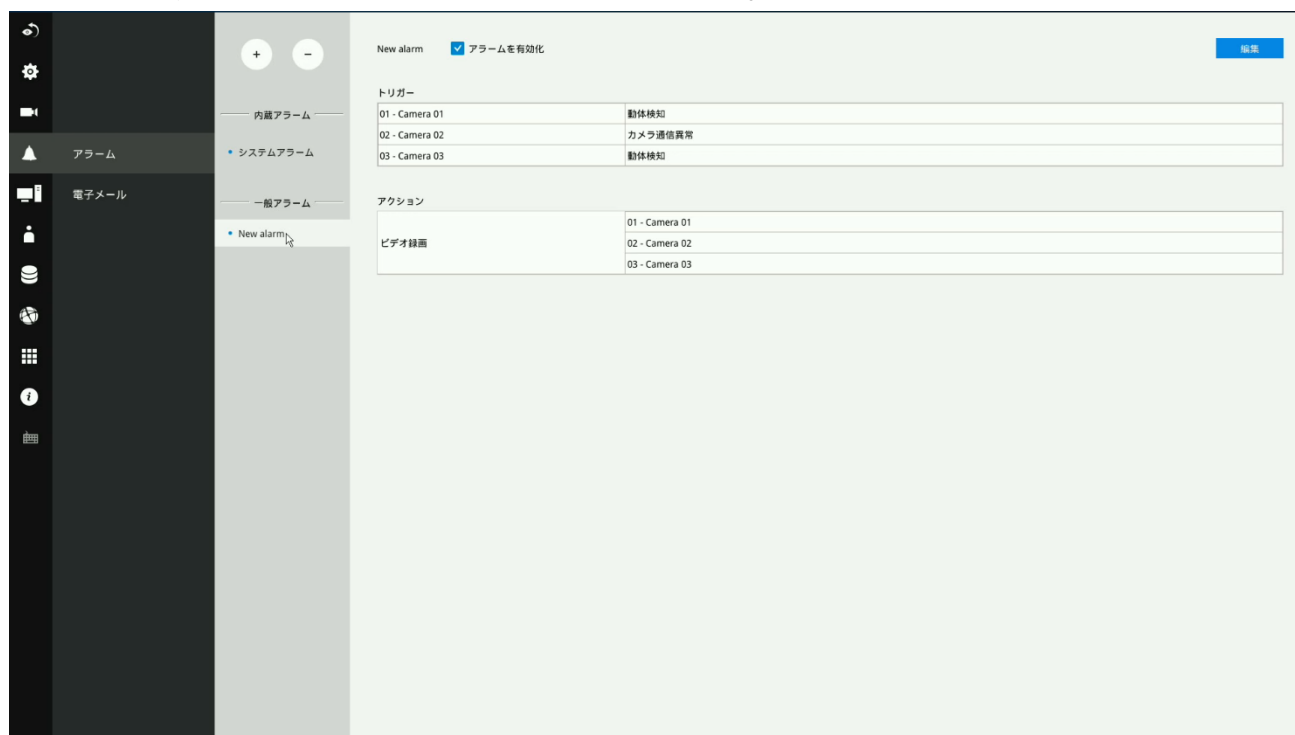 アラーム
電子メール
+ -
内蔵アラーム
システムアラーム
一般アラーム
New alarm
New alarm アラームを有効化 編集
トリガー
01 - Camera 01 動体検知
02 - Camera 02 カメラ通信異常
03 - Camera 03 動体検知
アクション
ビデオ録画
01 - Camera 01
02 - Camera 02
03 - Camera 03